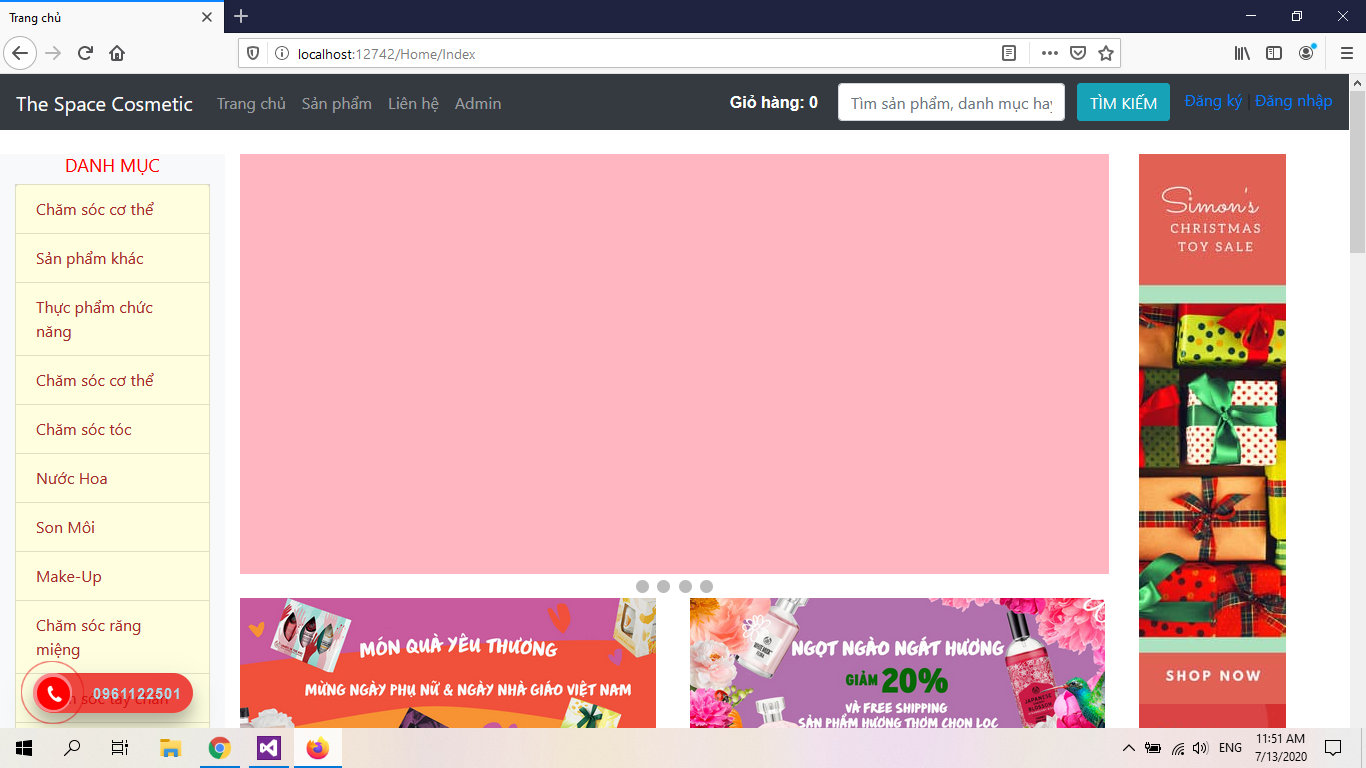 Trang chủ
localhost:12742/Home/Index
The Space Cosmetic
Trang chủ
Sản phẩm
Liên hệ
Admin
Giỏ hàng: 0
Tìm sản phẩm, danh mục hay
TÌM KIẾM
Đăng ký | Đăng nhập
DANH MỤC
Chăm sóc cơ thể
Sản phẩm khác
Thực phẩm chức
năng
Chăm sóc cơ thể
Chăm sóc tóc
Nước Hoa
Son Môi
Make-Up
Chăm sóc răng
miệng
0961122501
MÓN QUÀ YÊU THƯƠNG
MỪNG NGÀY PHỤ NỮ & NGÀY NHÀ GIÁO VIỆT NAM
NGỌT NGÀO NGÁT HƯƠNG
GIẢM 20%
VÀ FREE SHIPPING
SẢN PHẨM HƯƠNG THƠM CHỌN LỌC
JAPANESE
BLOSSOM
Simon's
CHRISTMAS
TOY SALE
SHOP NOW
ENG
11:51 AM
7/13/2020